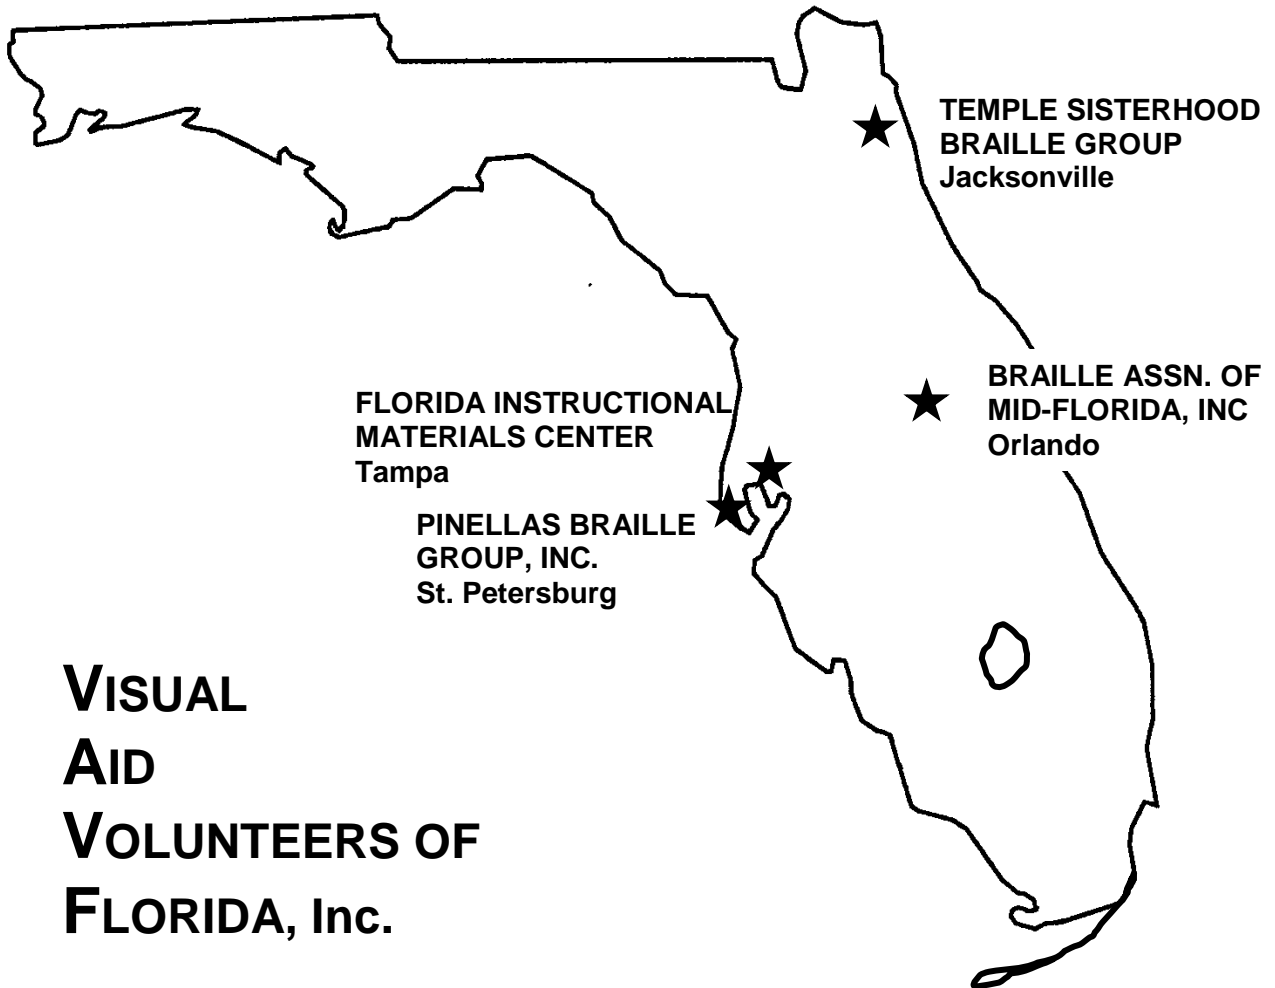 TEMPLE SISTERHOOD
BRAILLE GROUP
Jacksonville
BRAILLE ASSN. OF
MID-FLORIDA, INC
Orlando
FLORIDA INSTRUCTIONAL
MATERIALS CENTER
Tampa
PINELLAS BRAILLE
GROUP, INC.
St. Petersburg
VISUAL
AID
VOLUNTEERS OF
FLORIDA, Inc.